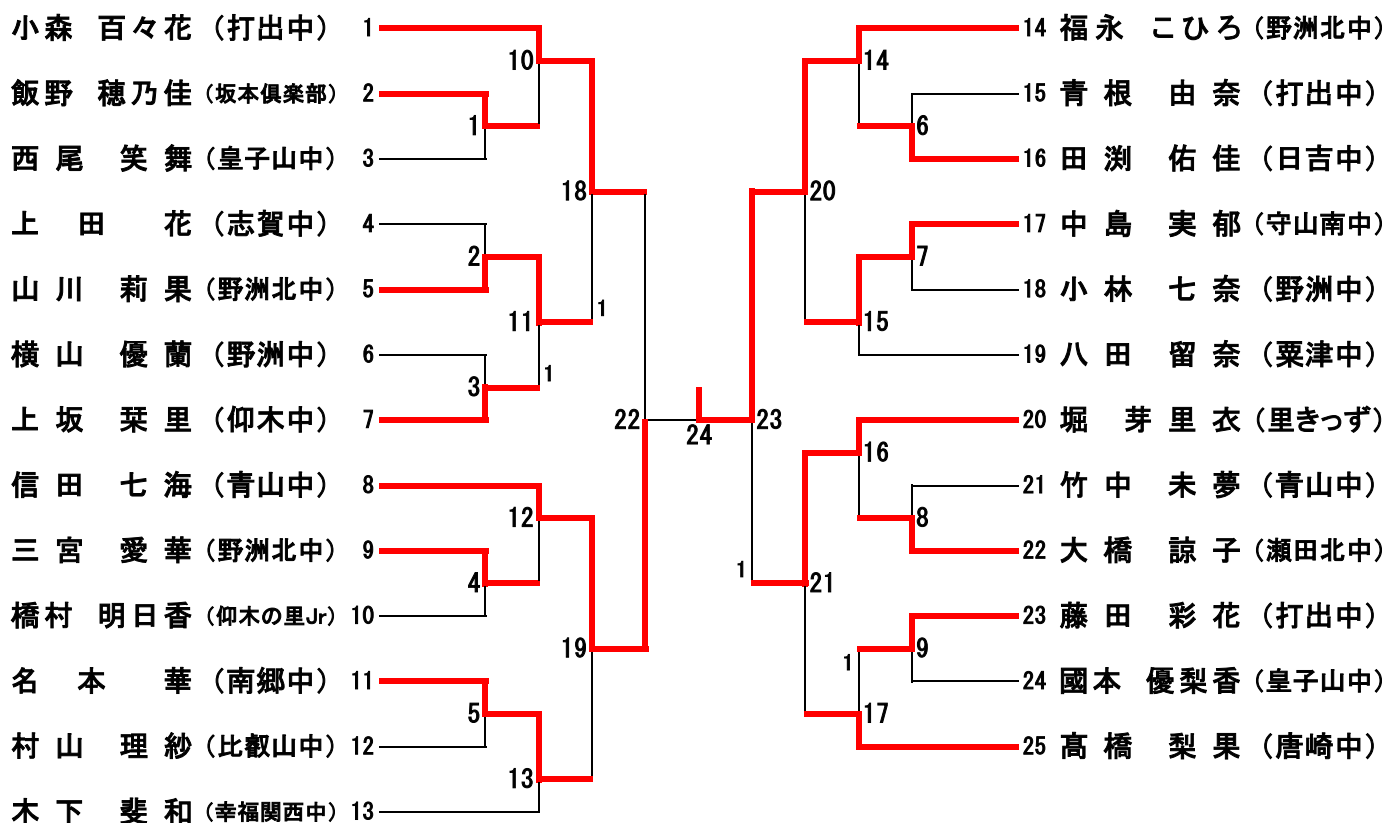 小森 百々花 (打出中) 1
飯野 穂乃佳 (坂本倶楽部) 2
西尾 笑舞 (皇子山中) 3
上田 花 (志賀中) 4
山川 莉果 (野洲北中) 5
横山 優蘭 (野洲中) 6
上坂 栞里 (仰木中) 7
信田 七海 (青山中) 8
三宮 愛華 (野洲北中) 9
橋村 明日香 (仰木の里Jr) 10
名本 華 (南郷中) 11
村山 理紗 (比叡山中) 12
木下 斐和 (幸福関西中) 13
10
1
18
2
11
1
3
1
22
12
4
19
5
13
24
14
6
20
7
15
23
16
8
1
21
9
1
17
14 福永 こひろ (野洲北中)
15 青根 由奈 (打出中)
16 田渕 佑佳 (日吉中)
17 中島 実郁 (守山南中)
18 小林 七奈 (野洲中)
19 八田 留奈 (粟津中)
20 堀 芽里衣 (里きっず)
21 竹中 未夢 (青山中)
22 大橋 諒子 (瀬田北中)
23 藤田 彩花 (打出中)
24 國本 優梨香 (皇子山中)
25 髙橋 梨果 (唐崎中)